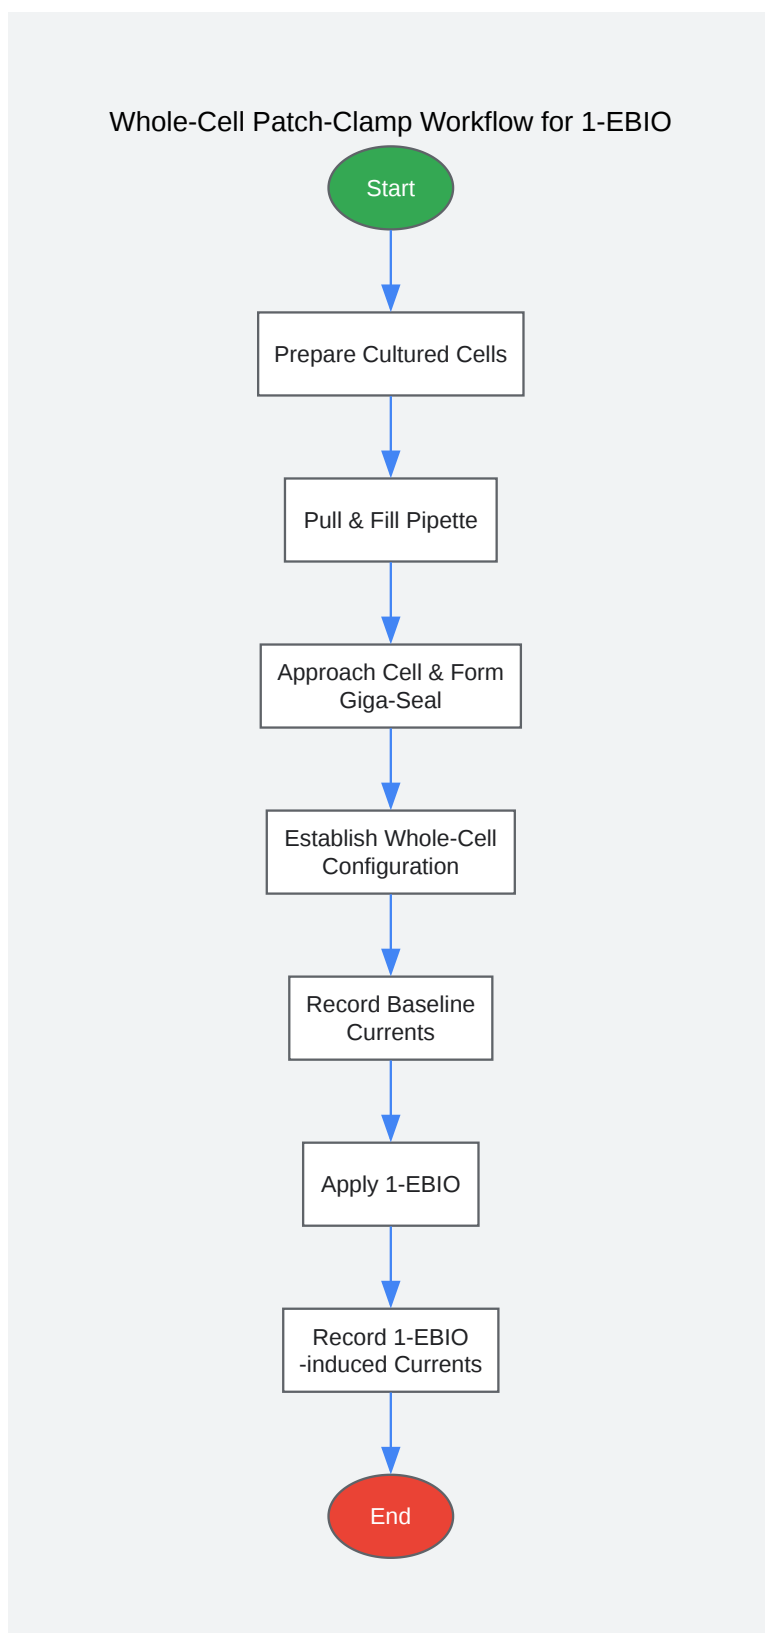 Whole-Cell Patch-Clamp Workflow for 1-EBIO
Start
Prepare Cultured Cells
Pull & Fill Pipette
Approach Cell & Form
Giga-Seal
Establish Whole-Cell
Configuration
Record Baseline
Currents
Apply 1-EBIO
Record 1-EBIO
-induced Currents
End